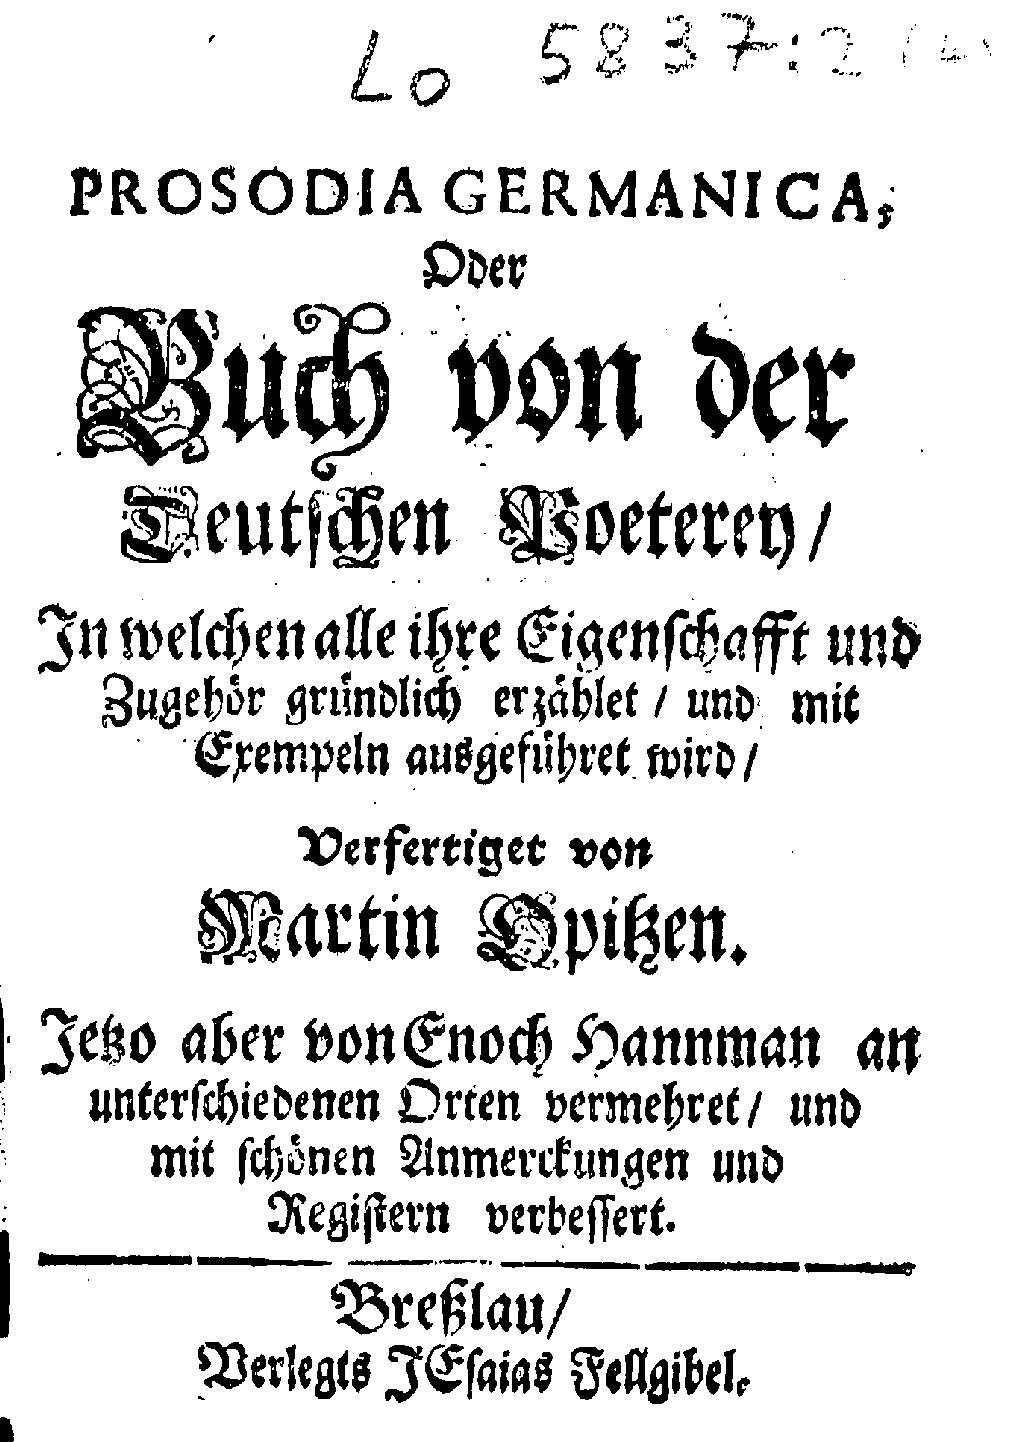 Lo 5837:2
PROSODIA GERMANICA,
Oder
Buch von der
Teutſchen Poeterey/
In welchen alle ihre Eigenſchafft und
Zugehör gründlich erzählet / und mit
Exempeln ausgeführet wird/
Verfertiget von
Martin Opitzen.
Jetzo aber von Enoch Hannman an
unterſchiedenen Orten vermehret/ und
mit ſchönen Anmerckungen und
Regiſtern verbeſſert.
Breßlau/
Verlegts JEſaias Fellgibel.